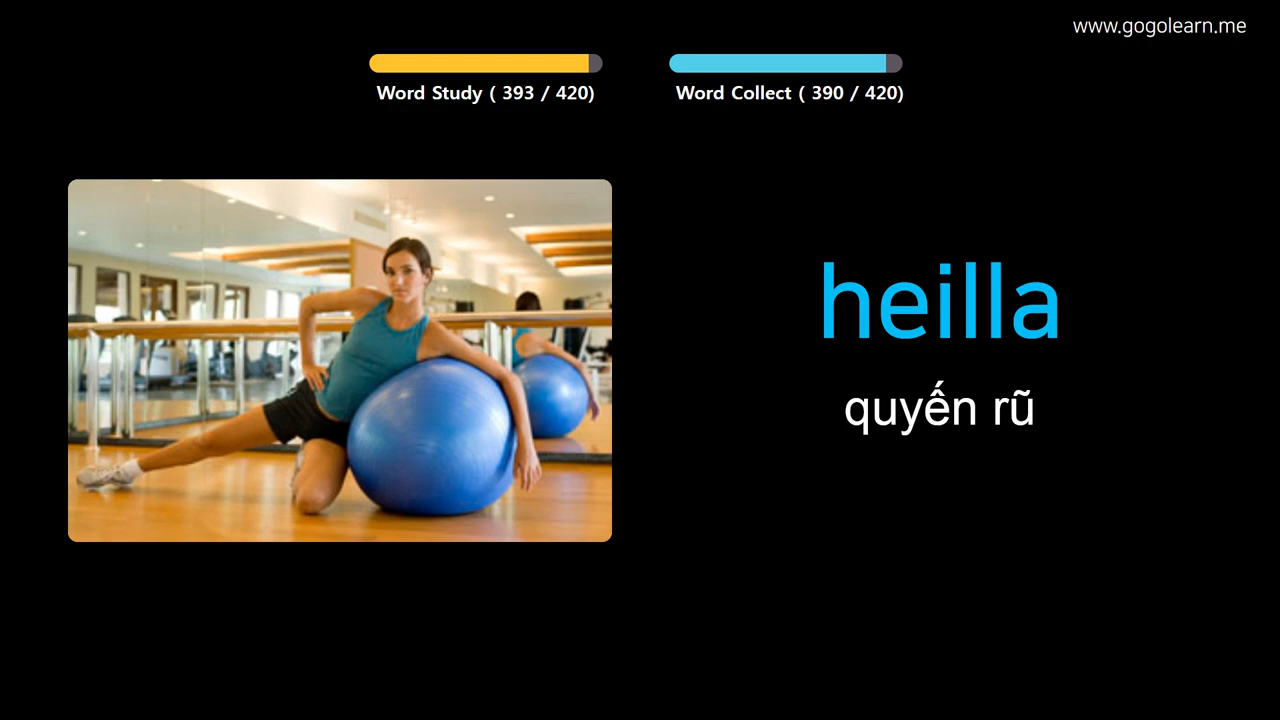 www.gogolearn.me
Word Study ( 393 / 420)
Word Collect ( 390 / 420)
heilla
quyến rũ